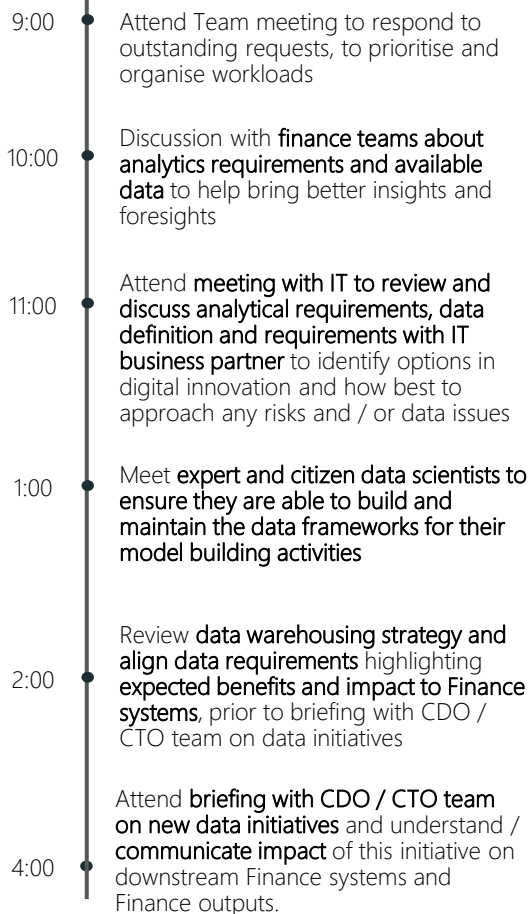 9:00
Attend Team meeting to respond to
outstanding requests, to prioritise and
organise workloads
10:00
Discussion with finance teams about
analytics requirements and available
data to help bring better insights and
foresights
11:00
Attend meeting with IT to review and
discuss analytical requirements, data
definition and requirements with IT
business partner to identify options in
digital innovation and how best to
approach any risks and / or data issues
1:00
Meet expert and citizen data scientists to
ensure they are able to build and
maintain the data frameworks for their
model building activities
2:00
Review data warehousing strategy and
align data requirements highlighting
expected benefits and impact to Finance
systems, prior to briefing with CDO /
CTO team on data initiatives
4:00
Attend briefing with CDO / CTO team
on new data initiatives and understand /
communicate impact of this initiative on
downstream Finance systems and
Finance outputs.